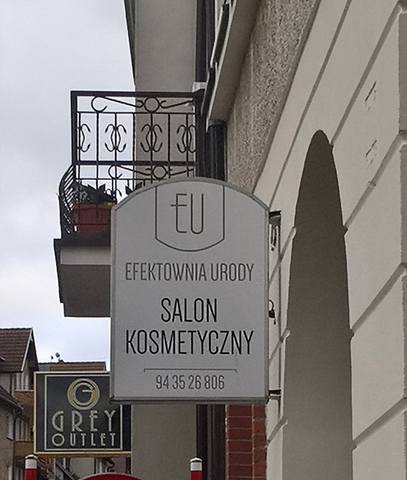 EU
EFEKTOWNIA URODY
SALON
KOSMETYCZNY
94 35 26 806
GREY
OUTLET